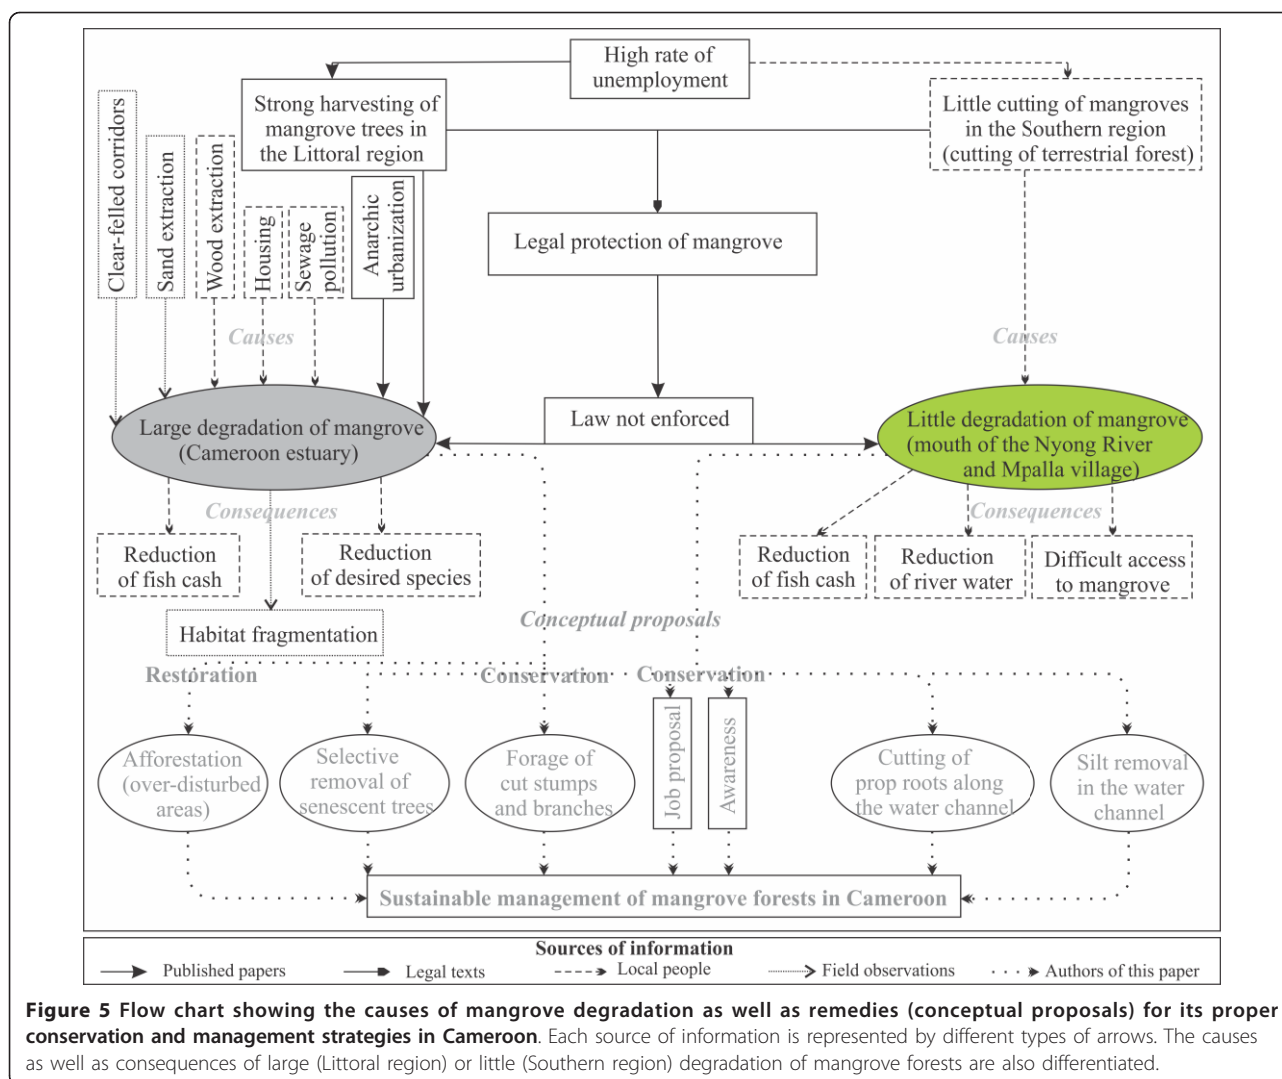 High rate of
unemployment
Strong harvesting of
mangrove trees in
the Littoral region
Little cutting of mangroves
in the Southern region
(cutting of terrestrial forest)
Clear-felled corridors
Sand extraction
Wood extraction
Housing
Sewage
pollution
Anarchic
urbanization
Legal protection of mangrove
Causes
Causes
Law not enforced
Large degradation of mangrove
(Cameroon estuary)
Little degradation of mangrove
(mouth of the Nyong River
and Mpalla village)
Consequences
Consequences
Reduction
of fish cash
Reduction
of desired species
Habitat fragmentation
Reduction
of fish cash
Reduction
of river water
Difficult access
to mangrove
Conceptual proposals
Restoration
Conservation
Conservation
Afforestation
(over-disturbed
areas)
Selective
removal of
senescent trees
Forage of
cut stumps
and branches
Job proposal
Awareness
Cutting of
prop roots along
the water channel
Silt removal
in the water
channel
Sustainable management of mangrove forests in Cameroon
Sources of information
Published papers
Legal texts
Local people
Field observations
Authors of this paper
Figure 5 Flow chart showing the causes of mangrove degradation as well as remedies (conceptual proposals) for its proper
conservation and management strategies in Cameroon. Each source of information is represented by different types of arrows. The causes
as well as consequences of large (Littoral region) or little (Southern region) degradation of mangrove forests are also differentiated.